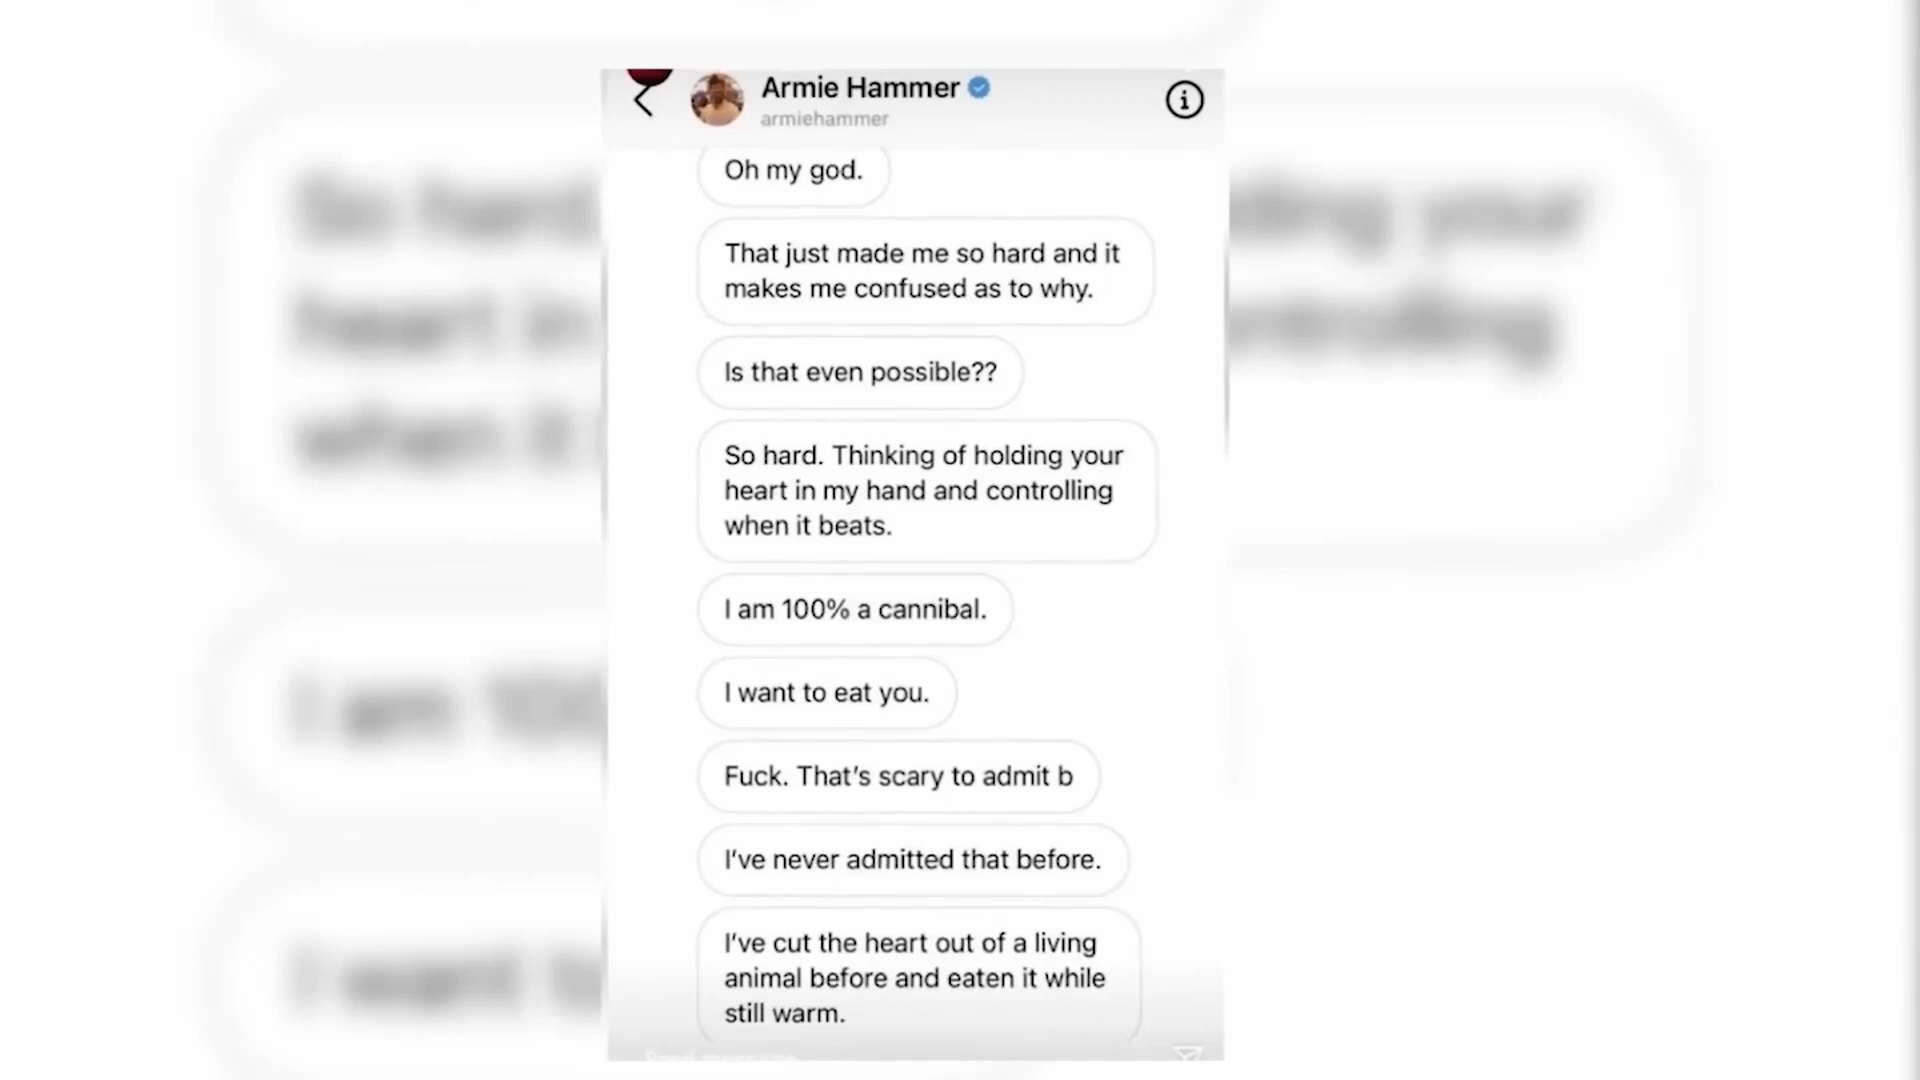 Armie Hammer
armiehammer
Oh my god.
That just made me so hard and it
makes me confused as to why.
Is that even possible??
So hard. Thinking of holding your
heart in my hand and controlling
when it beats.
I am 100% a cannibal.
I want to eat you.
Fuck. That's scary to admit b
I've never admitted that before.
I've cut the heart out of a living
animal before and eaten it while
still warm.